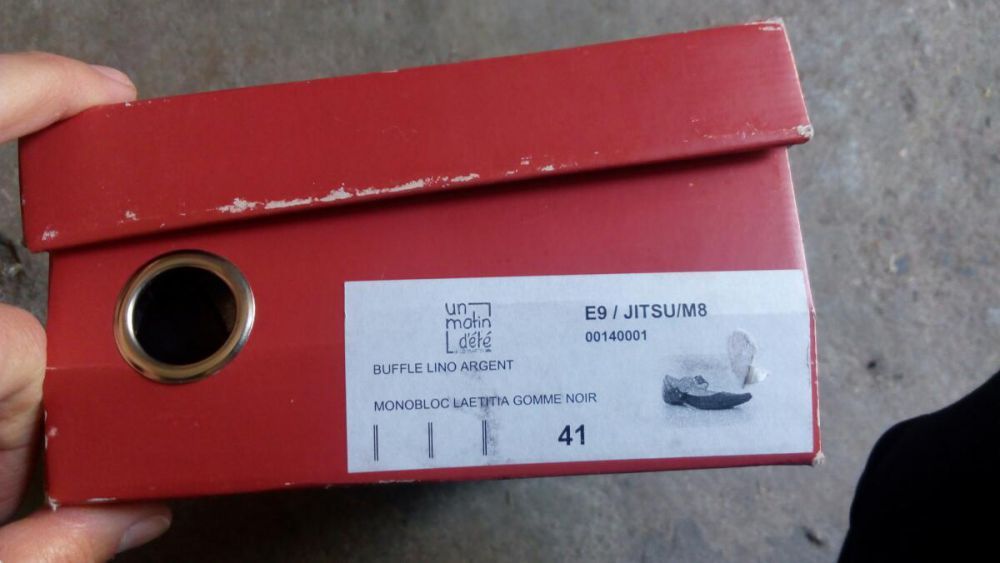 un
matin
d'été
E9 / JITSU/M8
00140001
BUFFLE LINO ARGENT
MONOBLOC LAETITIA GOMME NOIR
41